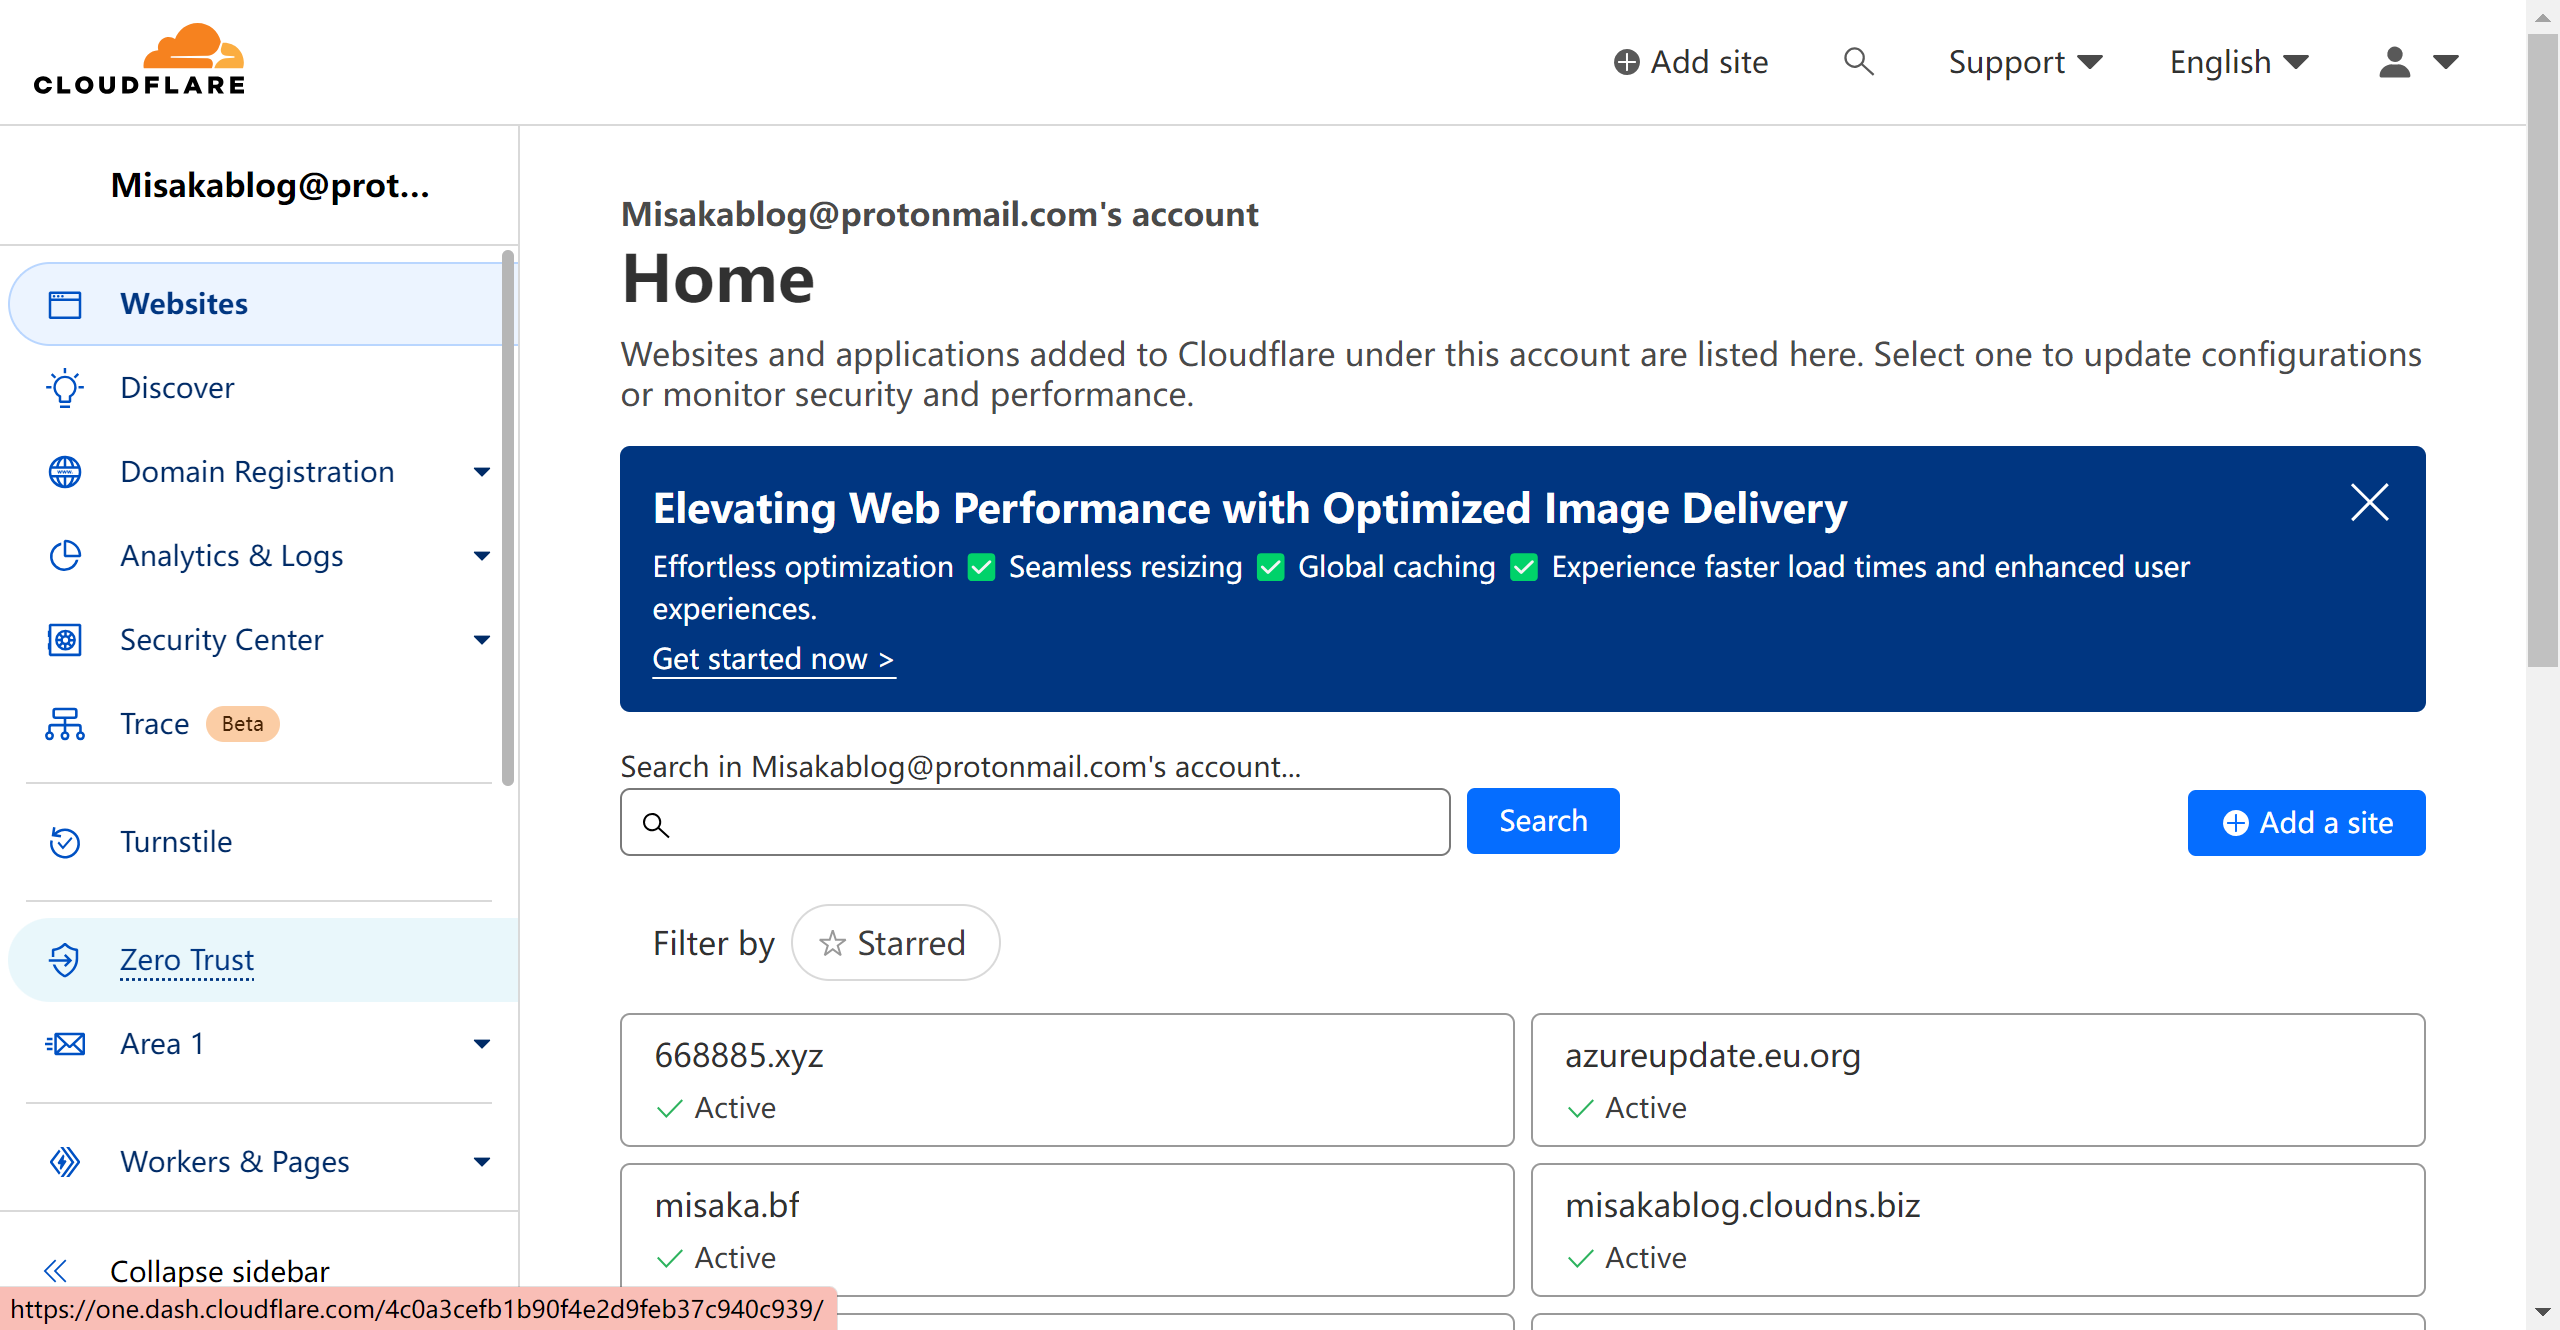 CLOUDFLARE
Add site
Support
English
Misakablog@prot...
Websites
Discover
Domain Registration
Analytics & Logs
Security Center
Trace Beta
Turnstile
Zero Trust
Area 1
Workers & Pages
Collapse sidebar
https://one.dash.cloudflare.com/4c0a3cefb1b90f4e2d9feb37c940c939/
Misakablog@protonmail.com's account
Home
Websites and applications added to Cloudflare under this account are listed here. Select one to update configurations
or monitor security and performance.
Elevating Web Performance with Optimized Image Delivery
Effortless optimization ✅ Seamless resizing ✅ Global caching ✅ Experience faster load times and enhanced user
experiences.
Get started now >
Search in Misakablog@protonmail.com's account...
Search
Add a site
Filter by Starred
668885.xyz
Active
azureupdate.eu.org
Active
misaka.bf
Active
misakablog.cloudns.biz
Active